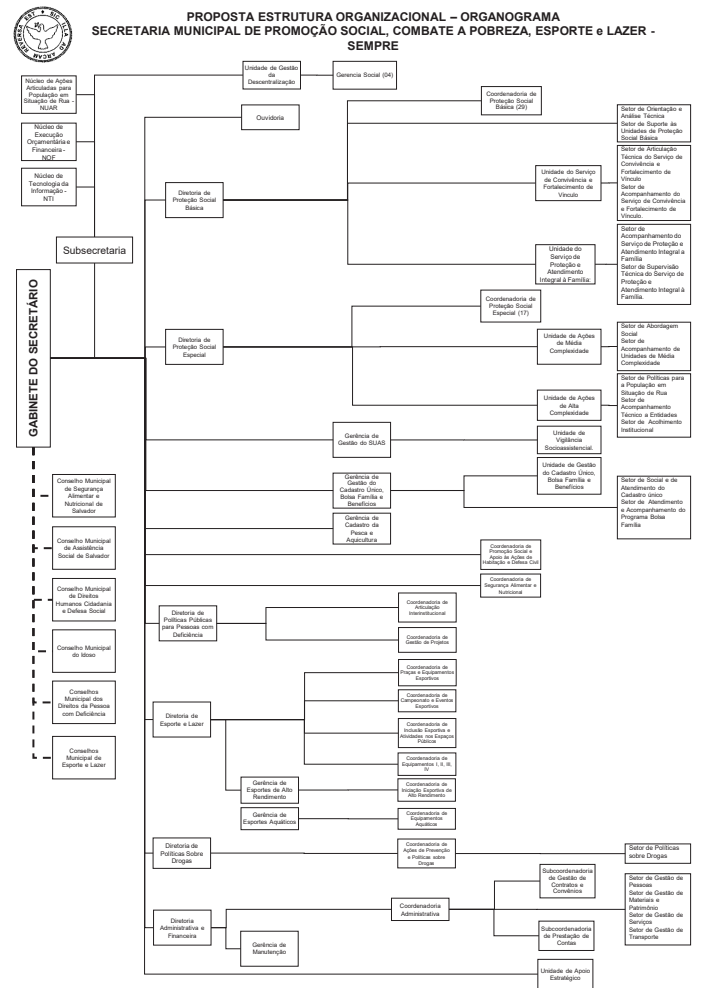 PROPOSTA ESTRUTURA ORGANIZACIONAL – ORGANOGRAMA
SECRETARIA MUNICIPAL DE PROMOÇÃO SOCIAL, COMBATE A POBREZA, ESPORTE e LAZER -
SEMPRE
Núcleo de Ações
Articuladas para
População em
Situação de Rua -
NUAR
Núcleo de
Execução
Orçamentária e
Financeira -
NOF
Núcleo de
Tecnologia da
Informação -
NTI
Subsecretaria
GABINETE DO SECRETÁRIO
Conselho Municipal
de Segurança
Alimentar e
Nutricional de
Salvador
Conselho Municipal
de Assistência
Social de Salvador
Conselho Municipal
de Direitos
Humanos Cidadania
e Defesa Social
Conselho Municipal
do Idoso
Conselhos
Municipal dos
Direitos da Pessoa
com Deficiência
Conselhos
Municipal de
Esporte e Lazer
Unidade de Gestão
da
Descentralização
Gerencia Social (04)
Ouvidoria
Diretoria de
Proteção Social
Básica
Coordenadoria de
Proteção Social
Básica (29)
Setor de Orientação e
Análise Técnica
Setor de Suporte às
Unidades de Proteção
Social Básica
Unidade do Serviço
de Convivência e
Fortalecimento de
Vínculo
Setor de Articulação
Técnica do Serviço de
Convivência e
Fortalecimento de
Vínculo
Setor de
Acompanhamento do
Serviço de Convivência
e Fortalecimento de
Vínculo.
Unidade do
Serviço de
Proteção e
Atendimento
Integral à Família.
Setor de
Acompanhamento do
Serviço de Proteção e
Atendimento Integral a
Família
Setor de Supervisão
Técnica do Serviço de
Proteção e
Atendimento Integral à
Família.
Diretoria de
Proteção Social
Especial
Coordenadoria de
Proteção Social
Especial (17)
Unidade de Ações
de Média
Complexidade
Setor de Abordagem
Social
Setor de
Acompanhamento de
Unidades de Média
Complexidade
Unidade de Ações
de Alta
Complexidade
Setor de Políticas para
a População em
Situação de Rua
Setor de
Acompanhamento
Técnico a Entidades
Setor de Acolhimento
Institucional
Gerência de
Gestão do SUAS
Unidade de
Vigilância
Socioassistencial.
Gerência de
Gestão do
Cadastro Único,
Bolsa Família e
Benefícios
Unidade de Gestão
do Cadastro Único,
Bolsa Família e
Benefícios
Setor de Social e de
Atendimento do
Cadastro único
Setor de Atendimento
e Acompanhamento do
Programa Bolsa
Família
Gerência de
Cadastro da
Pesca e
Aquicultura
Coordenadoria de
Promoção Social e
Apoio às Ações de
Habitação e Defesa Civil
Coordenadoria de
Segurança Alimentar e
Nutricional
Diretoria de
Políticas Públicas
para Pessoas com
Deficiência
Coordenadoria de
Articulação
Interinstitucional
Coordenadoria de
Gestão de Projetos
Diretoria de
Esporte e Lazer
Coordenadoria de
Praças e Equipamentos
Esportivos
Coordenadoria de
Campeonato e Eventos
Esportivos
Coordenadoria de
Inclusão Esportiva e
Atividades nos Espaços
Públicos
Coordenadoria de
Equipamentos I, II, III,
IV
Gerência de
Esportes de Alto
Rendimento
Coordenadoria de
Iniciação Esportiva de
Alto Rendimento
Gerência de
Esportes Aquáticos
Coordenadoria de
Equipamentos
Aquáticos
Diretoria de
Políticas Sobre
Drogas
Coordenadoria de
Ações de Prevenção
e Políticas sobre
Drogas
Setor de Políticas
sobre Drogas
Diretoria
Administrativa e
Financeira
Coordenadoria
Administrativa
Subcoordenadoria
de Gestão de
Contratos e
Convênios
Setor de Gestão de
Pessoas
Setor de Gestão de
Materiais e
Patrimônio
Setor de Gestão de
Serviços
Setor de Gestão de
Transporte
Subcoordenadoria
de Prestação de
Contas
Gerência de
Manutenção
Unidade de Apoio
Estratégico